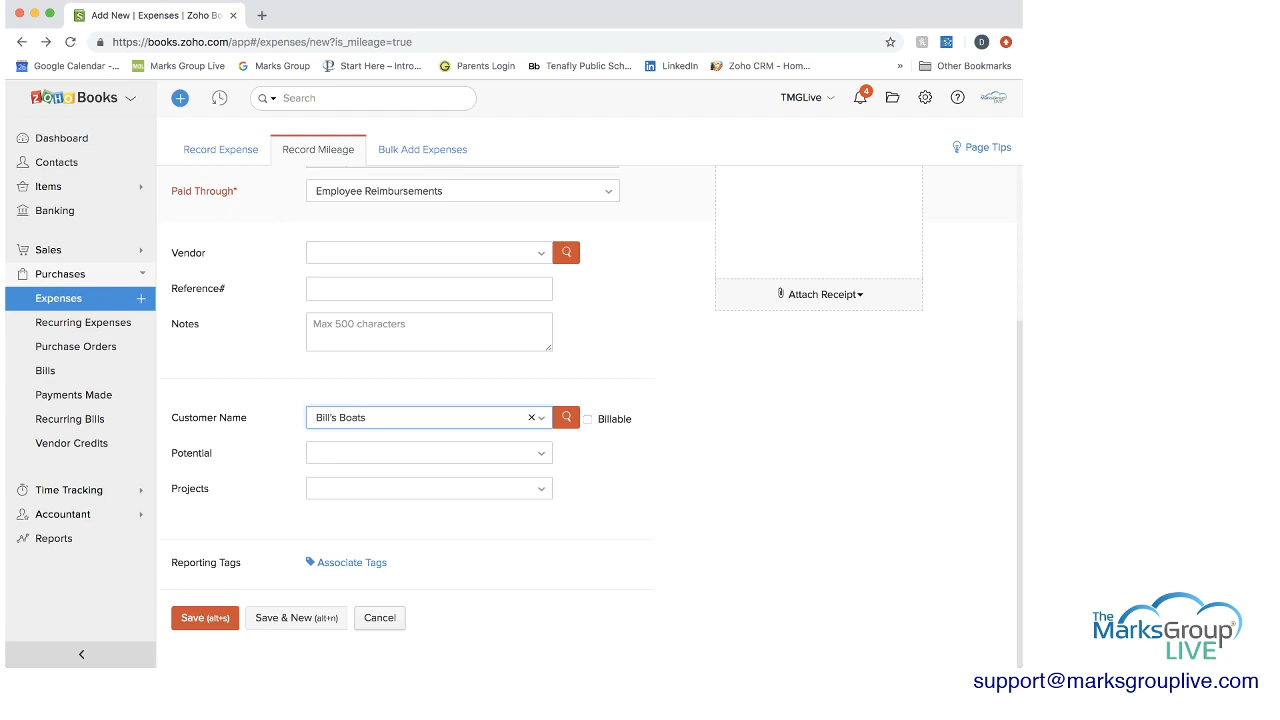 Add New | Expenses | Zoho Bo
https://books.zoho.com/app#/expenses/new?is_mileage=true
D
26 Google Calendar -... MGL Marks Group Live G Marks Group Start Here – Intro... G Parents Login Bb Tenafly Public Sch... in LinkedIn Zoho CRM - Hom... » Other Bookmarks
ZOHO Books
Search
TMGLive
4
Dashboard
Contacts
Items
Banking
Sales
Purchases
Expenses +
Recurring Expenses
Purchase Orders
Bills
Payments Made
Recurring Bills
Vendor Credits
Time Tracking
Accountant
Reports
Record Expense Record Mileage Bulk Add Expenses
Page Tips
Paid Through* Employee Reimbursements
Vendor
Reference#
Notes Max 500 characters
Attach Receipt
Customer Name Bill's Boats Billable
Potential
Projects
Reporting Tags Associate Tags
Save (alt+s) Save & New (alt+n) Cancel
The
MarksGroup®
LIVE
support@marksgrouplive.com